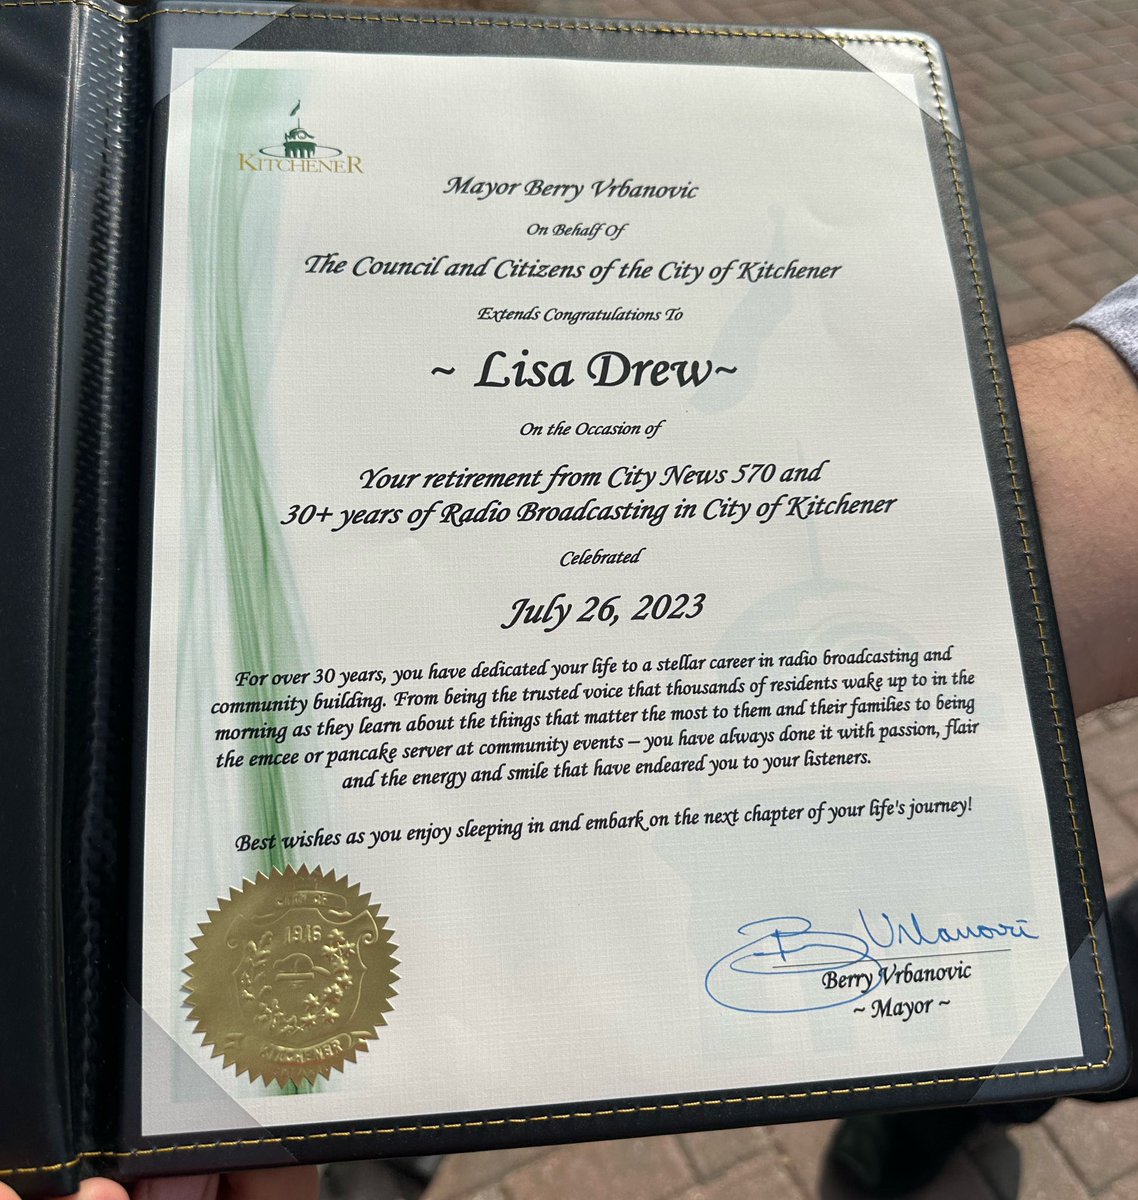 KITCHENER
Mayor Berry Vrbanovic
On Behalf Of
The Council and Citizens of the City of Kitchener
Extends Congratulations To
~ Lisa Drew~
On the Occasion of
Your retirement from City News 570 and
30+ years of Radio Broadcasting in City of Kitchener
Celebrated
July 26, 2023
For over 30 years, you have dedicated your life to a stellar career in radio broadcasting and
community building. From being the trusted voice that thousands of residents wake up to in the
morning as they learn about the things that matter the most to them and their families to being
the emcee or pancake server at community events – you have always done it with passion, flair
and the energy and smile that have endeared you to your listeners.
Best wishes as you enjoy sleeping in and embark on the next chapter of your life's journey!
CITY OF
1916
KITCHENER
B Vrbanovic
Berry Vrbanovic
~ Mayor ~